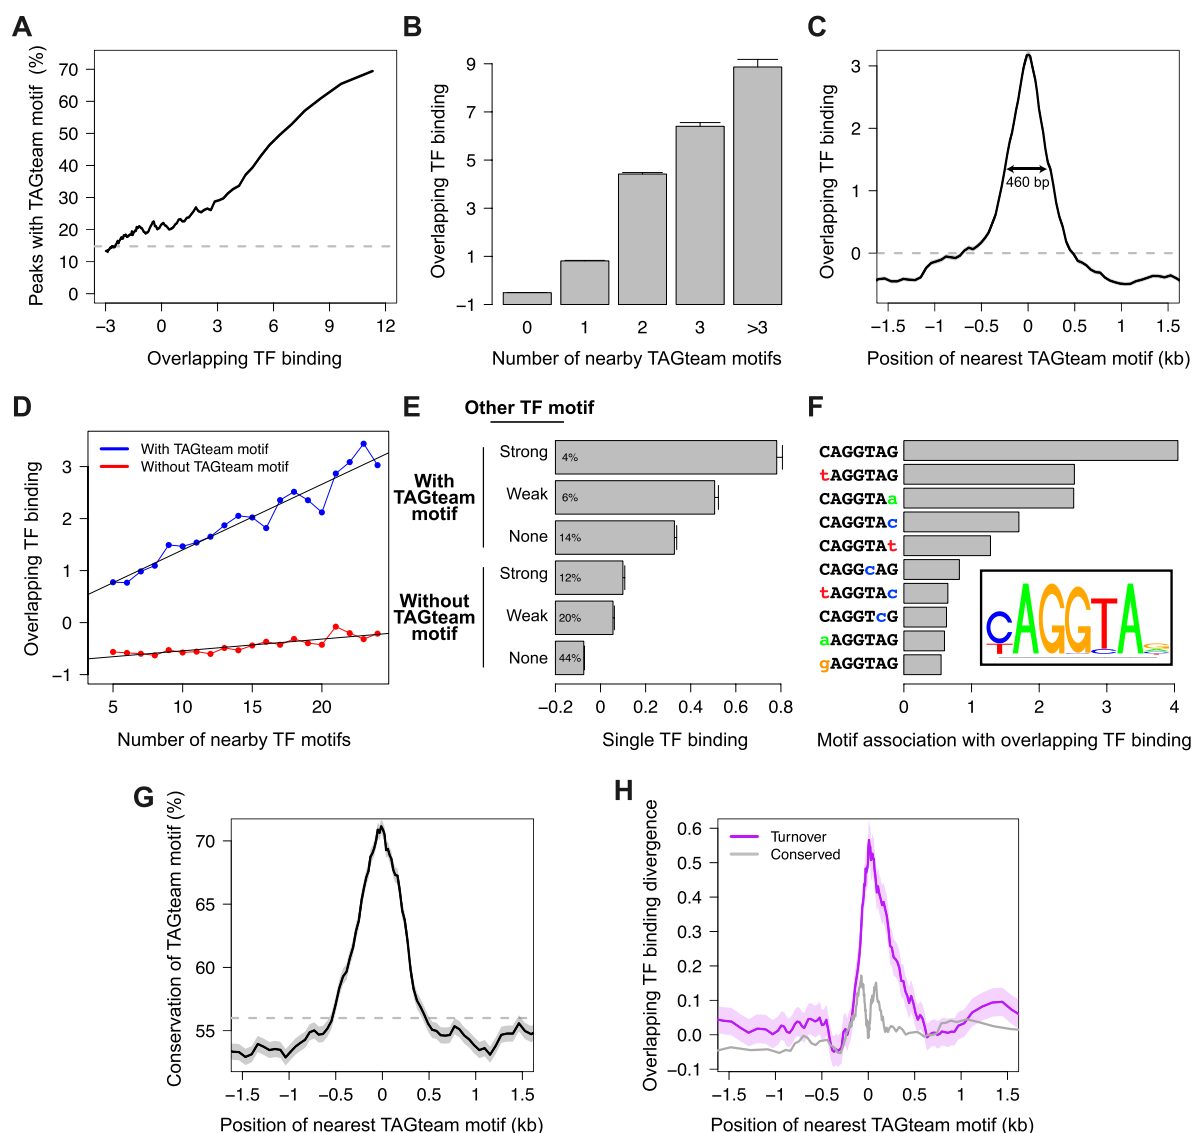 A
Peaks with TAGteam motif (%)
70
60
50
40
30
20
10
0
−3 0 3 6 9 12
Overlapping TF binding
B
Overlapping TF binding
9
7
5
3
1
−1
0 1 2 3 >3
Number of nearby TAGteam motifs
C
Overlapping TF binding
3
2
1
0
460 bp
−1.5 −1 −0.5 0 0.5 1 1.5
Position of nearest TAGteam motif (kb)
D
Overlapping TF binding
3
2
1
0
−1
With TAGteam motif
Without TAGteam motif
5 10 15 20
Number of nearby TF motifs
E
Other TF motif
With
TAGteam
motif
Strong 4%
Weak 6%
None 14%
Without
TAGteam
motif
Strong 12%
Weak 20%
None 44%
−0.2 0 0.2 0.4 0.6 0.8
Single TF binding
F
CAGGTAG
tAGGTAG
CAGGTAa
CAGGTAc
CAGGTAt
CAGGcAG
tAGGTAc
CAGGTcG
aAGGTAG
gAGGTAG
CAGGTA
0 1 2 3 4
Motif association with overlapping TF binding
G
Conservation of TAGteam motif (%)
70
65
60
55
−1.5 −1 −0.5 0 0.5 1 1.5
Position of nearest TAGteam motif (kb)
H
Overlapping TF binding divergence
0.6
0.5
0.4
0.3
0.2
0.1
0.0
−0.1
Turnover
Conserved
−1.5 −1 −0.5 0 0.5 1 1.5
Position of nearest TAGteam motif (kb)